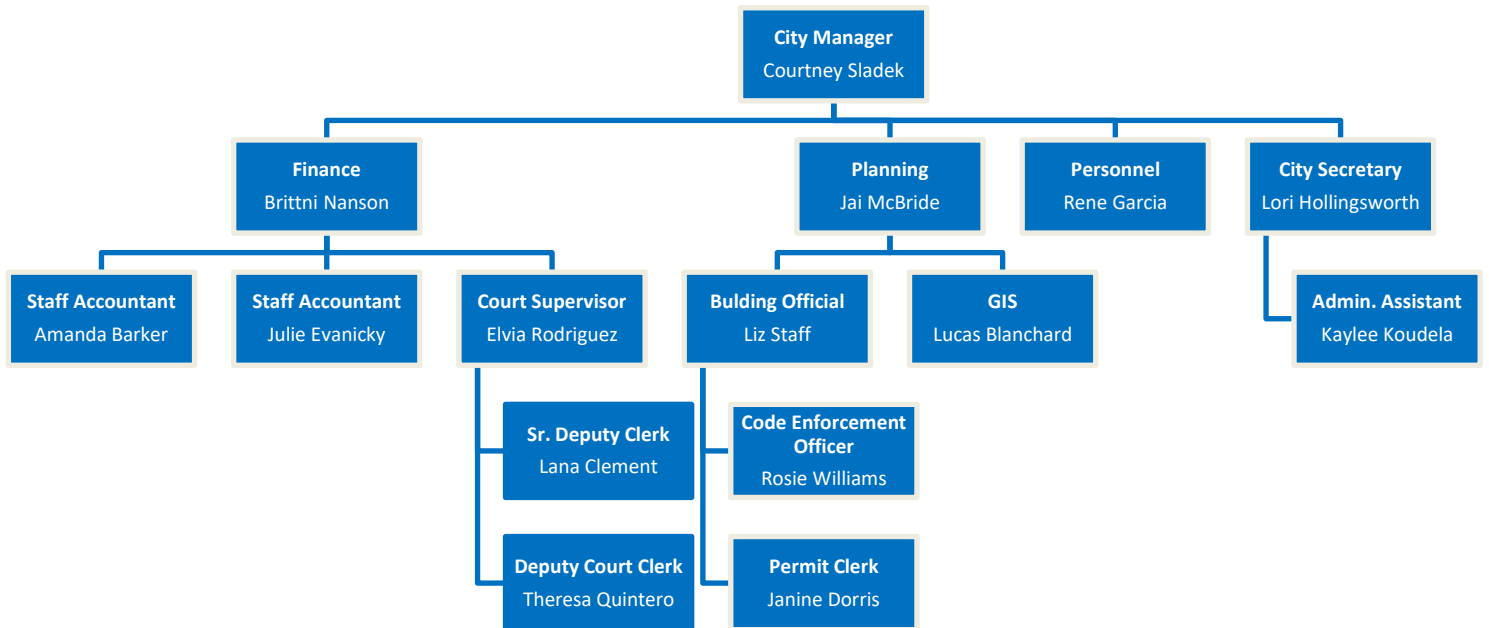 City Manager
Courtney Sladek
Finance
Brittni Nanson
Planning
Jai McBride
Personnel
Rene Garcia
City Secretary
Lori Hollingsworth
Staff Accountant
Amanda Barker
Staff Accountant
Julie Evanicky
Court Supervisor
Elvia Rodriguez
Bulding Official
Liz Staff
GIS
Lucas Blanchard
Admin. Assistant
Kaylee Koudela
Sr. Deputy Clerk
Lana Clement
Code Enforcement
Officer
Rosie Williams
Deputy Court Clerk
Theresa Quintero
Permit Clerk
Janine Dorris